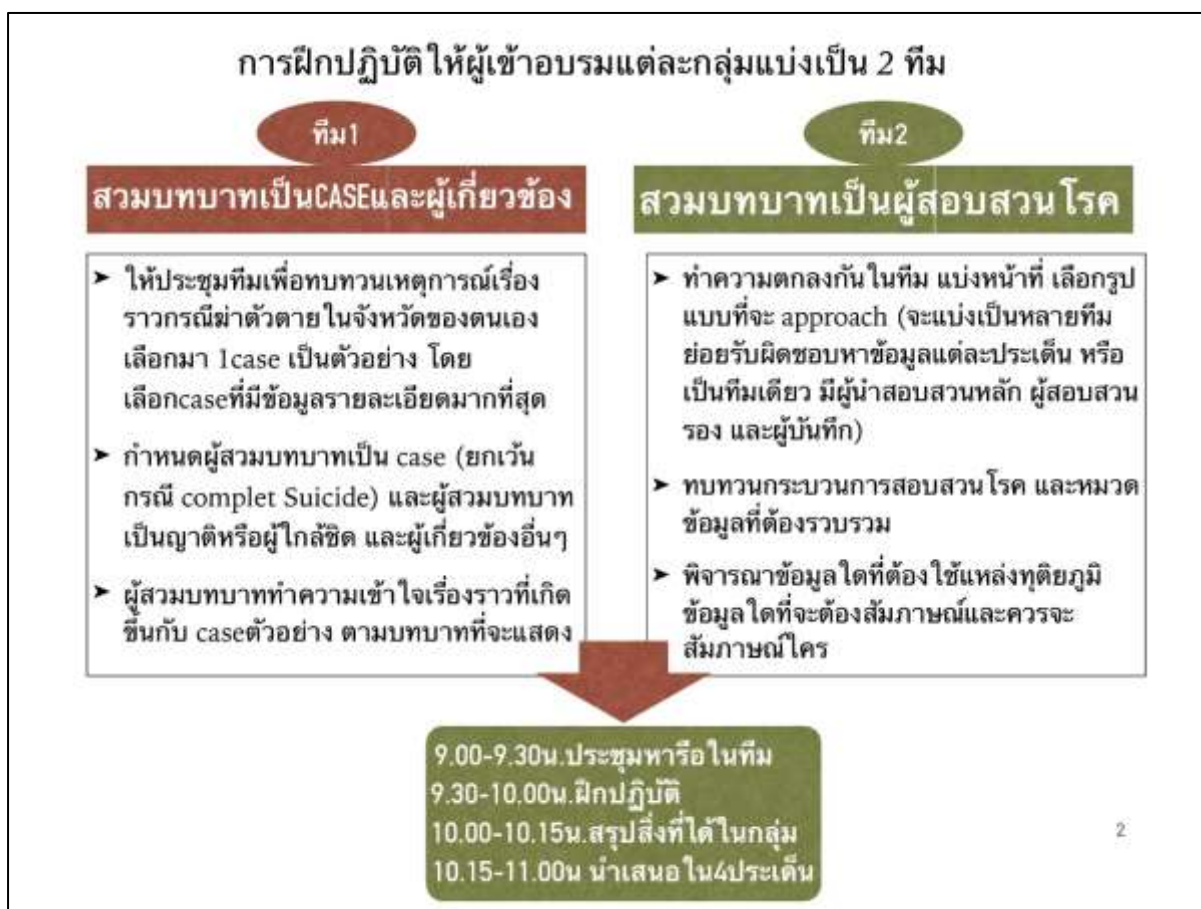 การฝึกปฏิบัติ ให้ผู้เข้าอบรมแต่ละกลุ่มแบ่งเป็น 2 ทีม
ทีม1
สวมบทบาทเป็นCASEและผู้เกี่ยวข้อง
➤ ให้ประชุมทีมเพื่อทบทวนเหตุการณ์เรื่อง
ราวกรณีฆ่าตัวตายในจังหวัดของตนเอง
เลือกมา 1case เป็นตัวอย่าง โดย
เลือกcaseที่มีข้อมูลรายละเอียดมากที่สุด
➤ กำหนดผู้สวมบทบาทเป็น case (ยกเว้น
กรณี complet Suicide) และผู้สวมบทบาท
เป็นญาติหรือผู้ใกล้ชิด และผู้เกี่ยวข้องอื่นๆ
➤ ผู้สวมบทบาททำความเข้าใจเรื่องราวที่เกิด
ขึ้นกับ caseตัวอย่าง ตามบทบาทที่จะแสดง
ทีม2
สวมบทบาทเป็นผู้สอบสวนโรค
➤ ทำความตกลงกันในทีม แบ่งหน้าที่ เลือกรูป
แบบที่จะ approach (จะแบ่งเป็นหลายทีม
ย่อยรับผิดชอบหาข้อมูลแต่ละประเด็น หรือ
เป็นทีมเดียว มีผู้นำสอบสวนหลัก ผู้สอบสวน
รอง และผู้บันทึก)
➤ ทบทวนกระบวนการสอบสวนโรค และหมวด
ข้อมูลที่ต้องรวบรวม
➤ พิจารณาข้อมูลใดที่ต้องใช้แหล่งทุติยภูมิ
ข้อมูลใดที่จะต้องสัมภาษณ์และควรจะ
สัมภาษณ์ใคร
9.00-9.30น.ประชุมหารือในทีม
9.30-10.00น.ฝึกปฏิบัติ
10.00-10.15น.สรุปสิ่งที่ได้ในกลุ่ม
10.15-11.00น นำเสนอใน4ประเด็น
2